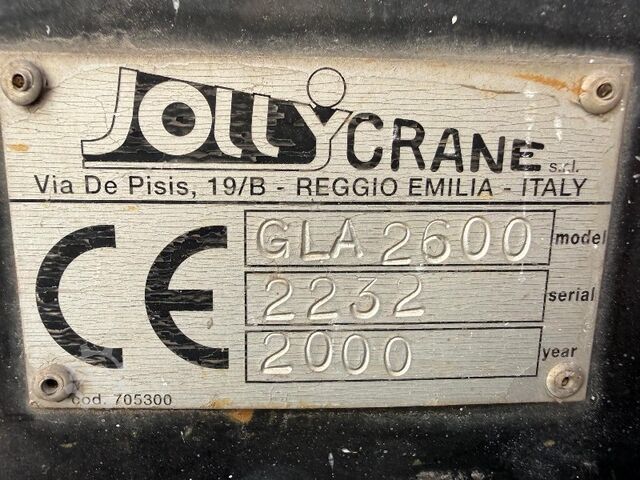 JOLLY CRANE s.r.l.
Via De Pisis, 19/B - REGGIO EMILIA - ITALY
CE
GLA 2600 model
2232 serial
2000 year
cod. 705300